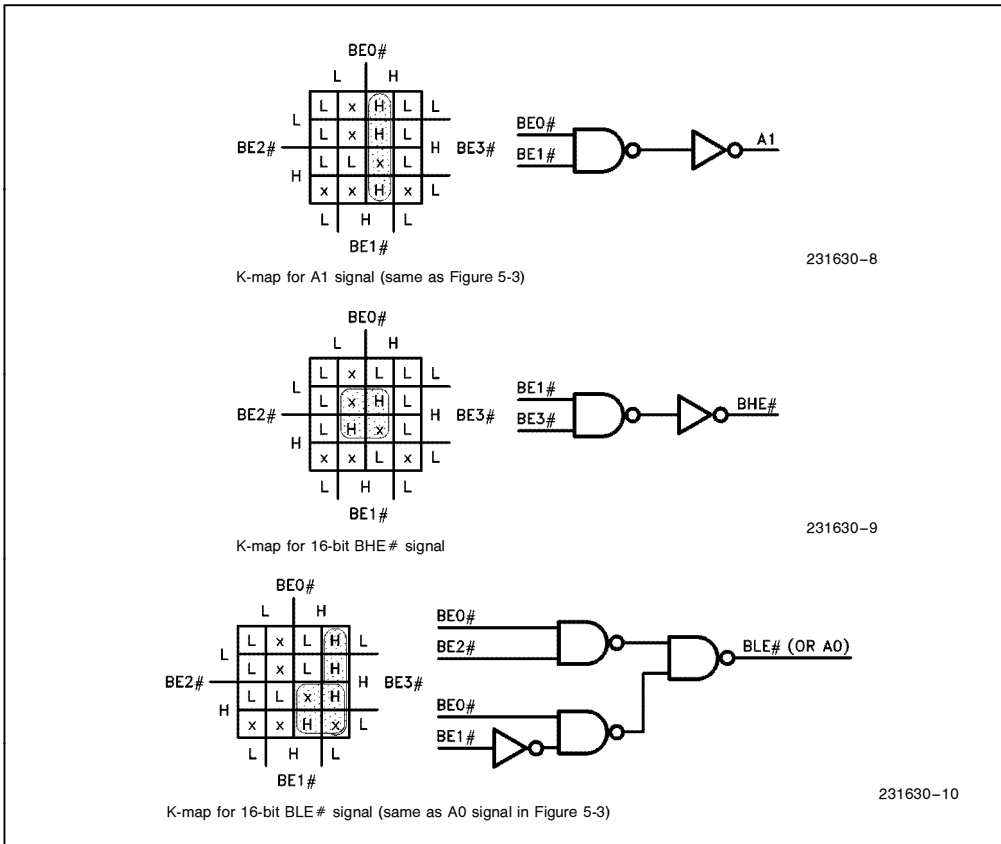 BE0#
L H
L x H L L
L
L x H L
BE2# H BE3#
L L x L
H
x x H x L
L H L
BE1#
BE0#
BE1#
A1
231630–8
K-map for A1 signal (same as Figure 5-3)
BE0#
L H
L x L L L
L
L x H L
BE2# H BE3#
L H x L
H
x x L x L
L H L
BE1#
BE1#
BE3#
BHE#
231630–9
K-map for 16-bit BHE# signal
BE0#
L H
L x L H L
L
L x L H
BE2# H BE3#
L L x H
H
x x H x L
L H L
BE1#
BE0#
BE2#
BE0#
BE1#
BLE# (OR A0)
231630–10
K-map for 16-bit BLE# signal (same as A0 signal in Figure 5-3)